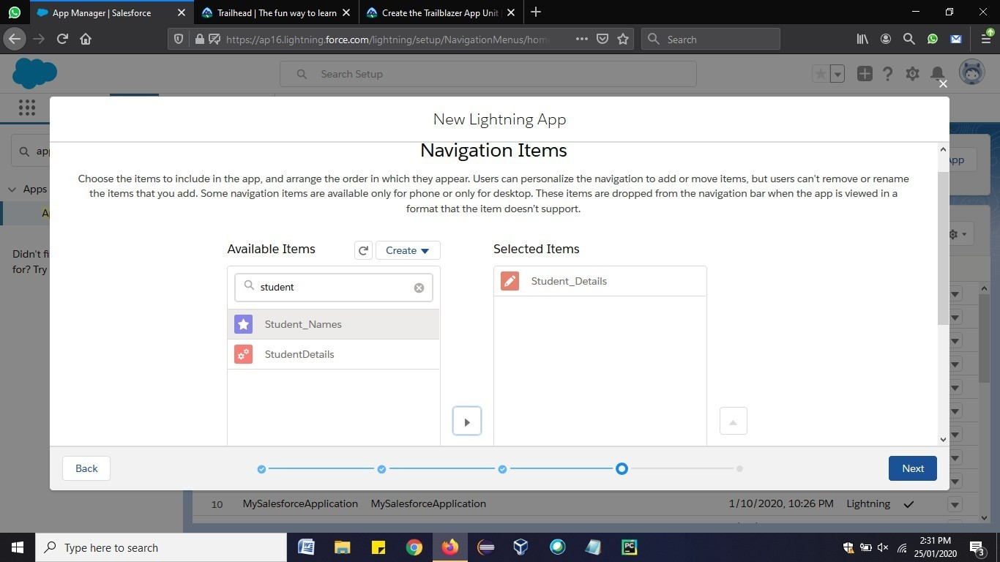 App Manager | Salesforce
Trailhead | The fun way to learn
Create the Trailblazer App Unit
https://ap16.lightning.force.com/lightning/setup/NavigationMenus/hom
Search
Search Setup
New Lightning App
app
App
Navigation Items
Choose the items to include in the app, and arrange the order in which they appear. Users can personalize the navigation to add or move items, but users can't remove or rename
the items that you add. Some navigation items are available only for phone or only for desktop. These items are dropped from the navigation bar when the app is viewed in a
format that the item doesn't support.
Apps
Didn't fi
for? Try
Available Items
Create
Selected Items
student
Student_Details
Student_Names
StudentDetails
Back
Next
10 MySalesforceApplication MySalesforceApplication 1/10/2020, 10:26 PM Lightning
Type here to search
2:31 PM
25/01/2020
3